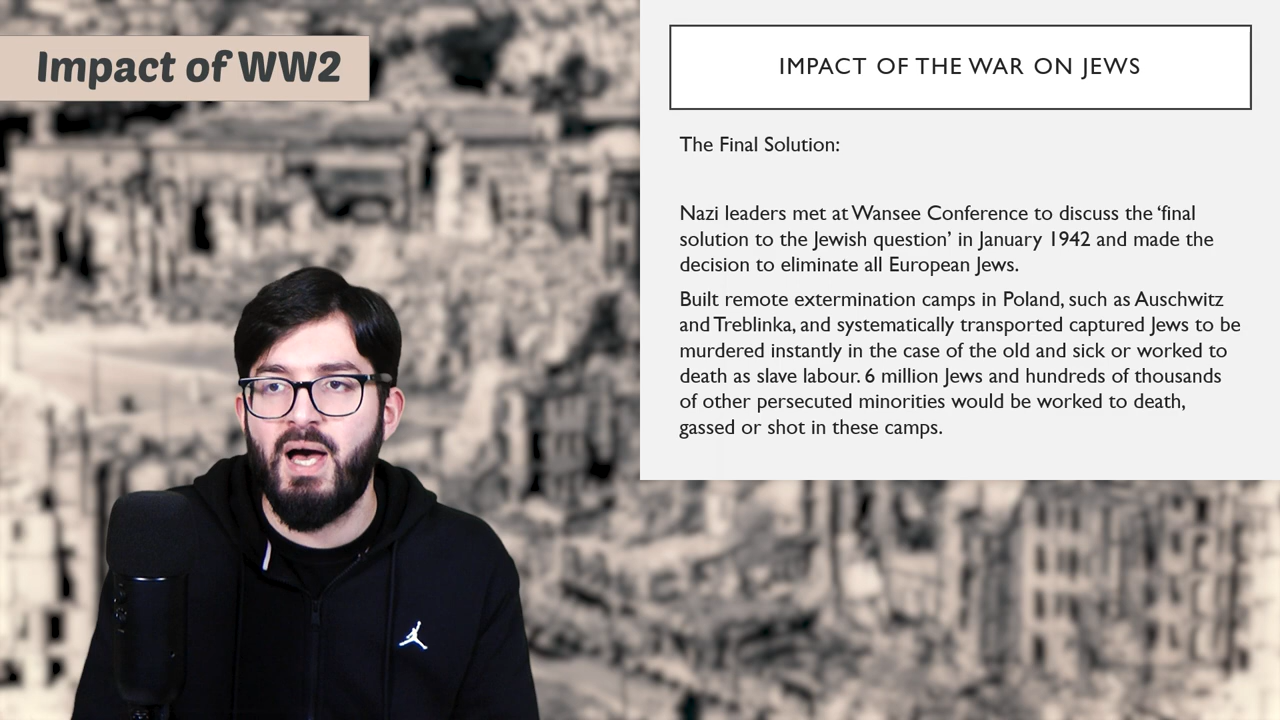 Impact of WW2
IMPACT OF THE WAR ON JEWS
The Final Solution:
Nazi leaders met at Wansee Conference to discuss the ‘final
solution to the Jewish question’ in January 1942 and made the
decision to eliminate all European Jews.
Built remote extermination camps in Poland, such as Auschwitz
and Treblinka, and systematically transported captured Jews to be
murdered instantly in the case of the old and sick or worked to
death as slave labour. 6 million Jews and hundreds of thousands
of other persecuted minorities would be worked to death,
gassed or shot in these camps.